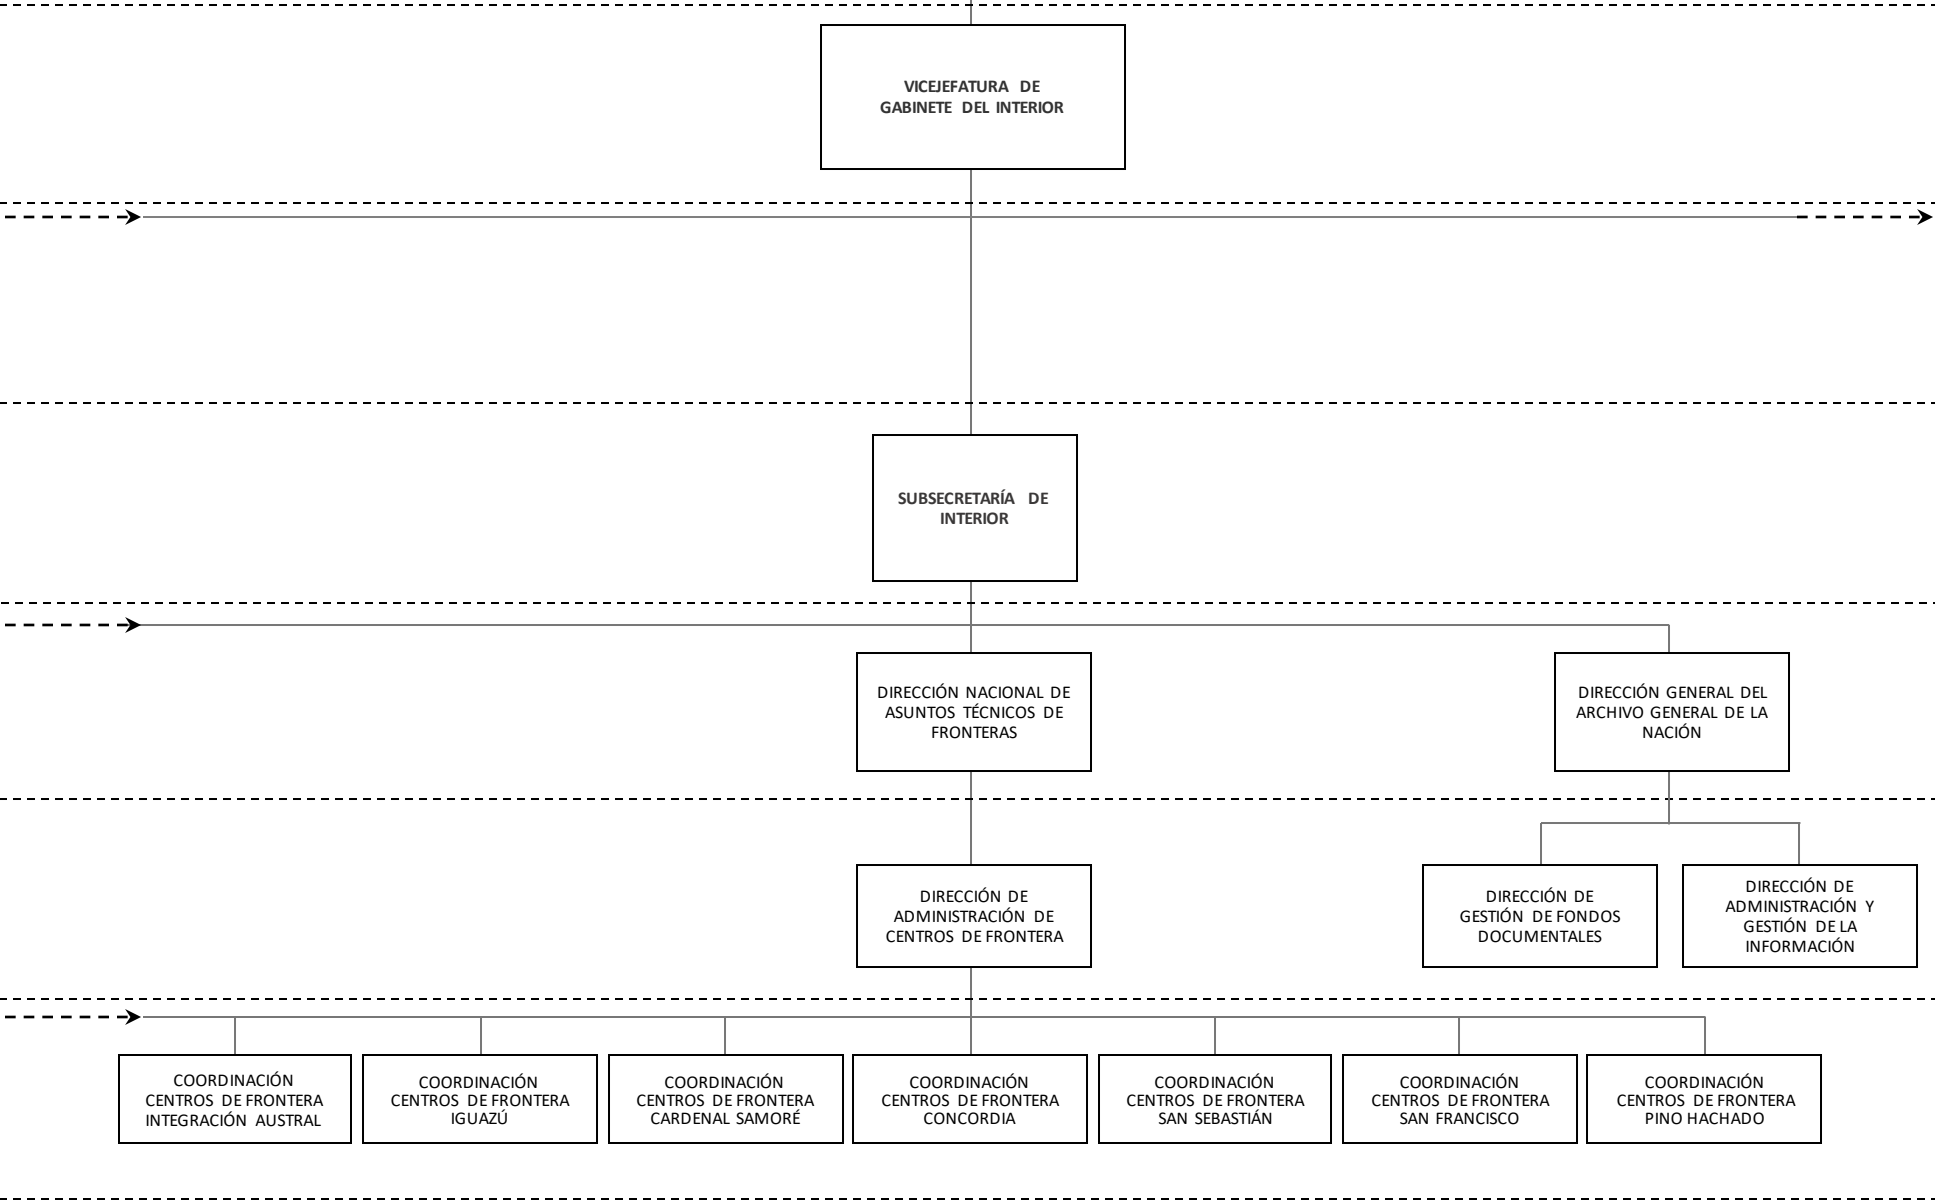 VICEJEFATURA DE
GABINETE DEL INTERIOR
SUBSECRETARÍA DE
INTERIOR
DIRECCIÓN NACIONAL DE
ASUNTOS TÉCNICOS DE
FRONTERAS
DIRECCIÓN GENERAL DEL
ARCHIVO GENERAL DE LA
NACIÓN
DIRECCIÓN DE
ADMINISTRACIÓN DE
CENTROS DE FRONTERA
DIRECCIÓN DE
GESTIÓN DE FONDOS
DOCUMENTALES
DIRECCIÓN DE
ADMINISTRACIÓN Y
GESTIÓN DE LA
INFORMACIÓN
COORDINACIÓN
CENTROS DE FRONTERA
INTEGRACIÓN AUSTRAL
COORDINACIÓN
CENTROS DE FRONTERA
IGUAZÚ
COORDINACIÓN
CENTROS DE FRONTERA
CARDENAL SAMORÉ
COORDINACIÓN
CENTROS DE FRONTERA
CONCORDIA
COORDINACIÓN
CENTROS DE FRONTERA
SAN SEBASTIÁN
COORDINACIÓN
CENTROS DE FRONTERA
SAN FRANCISCO
COORDINACIÓN
CENTROS DE FRONTERA
PINO HACHADO